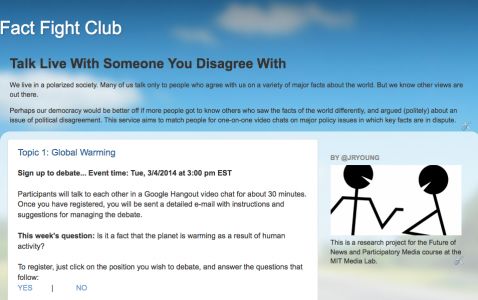 Fact Fight Club
Talk Live With Someone You Disagree With
We live in a polarized society. Many of us talk only to people who agree with us on a variety of major facts about the world. But we know other views are
out there.
Perhaps our democracy would be better off if more people got to know others who saw the facts of the world differently, and argued (politely) about an
issue of political disagreement. This service aims to match people for one-on-one video chats on major policy issues in which key facts are in dispute.
Topic 1: Global Warming
Sign up to debate... Event time: Tue, 3/4/2014 at 3:00 pm EST
Participants will talk to each other in a Google Hangout video chat for about 30 minutes.
Once you have registered, you will be sent a detailed e-mail with instructions and
suggestions for managing the debate.
This week's question: Is it a fact that the planet is warming as a result of human
activity?
To register, just click on the position you wish to debate, and answer the questions that
follow:
YES | NO
BY @JRYOUNG
This is a research project for the Future of
News and Participatory Media course at the
MIT Media Lab.